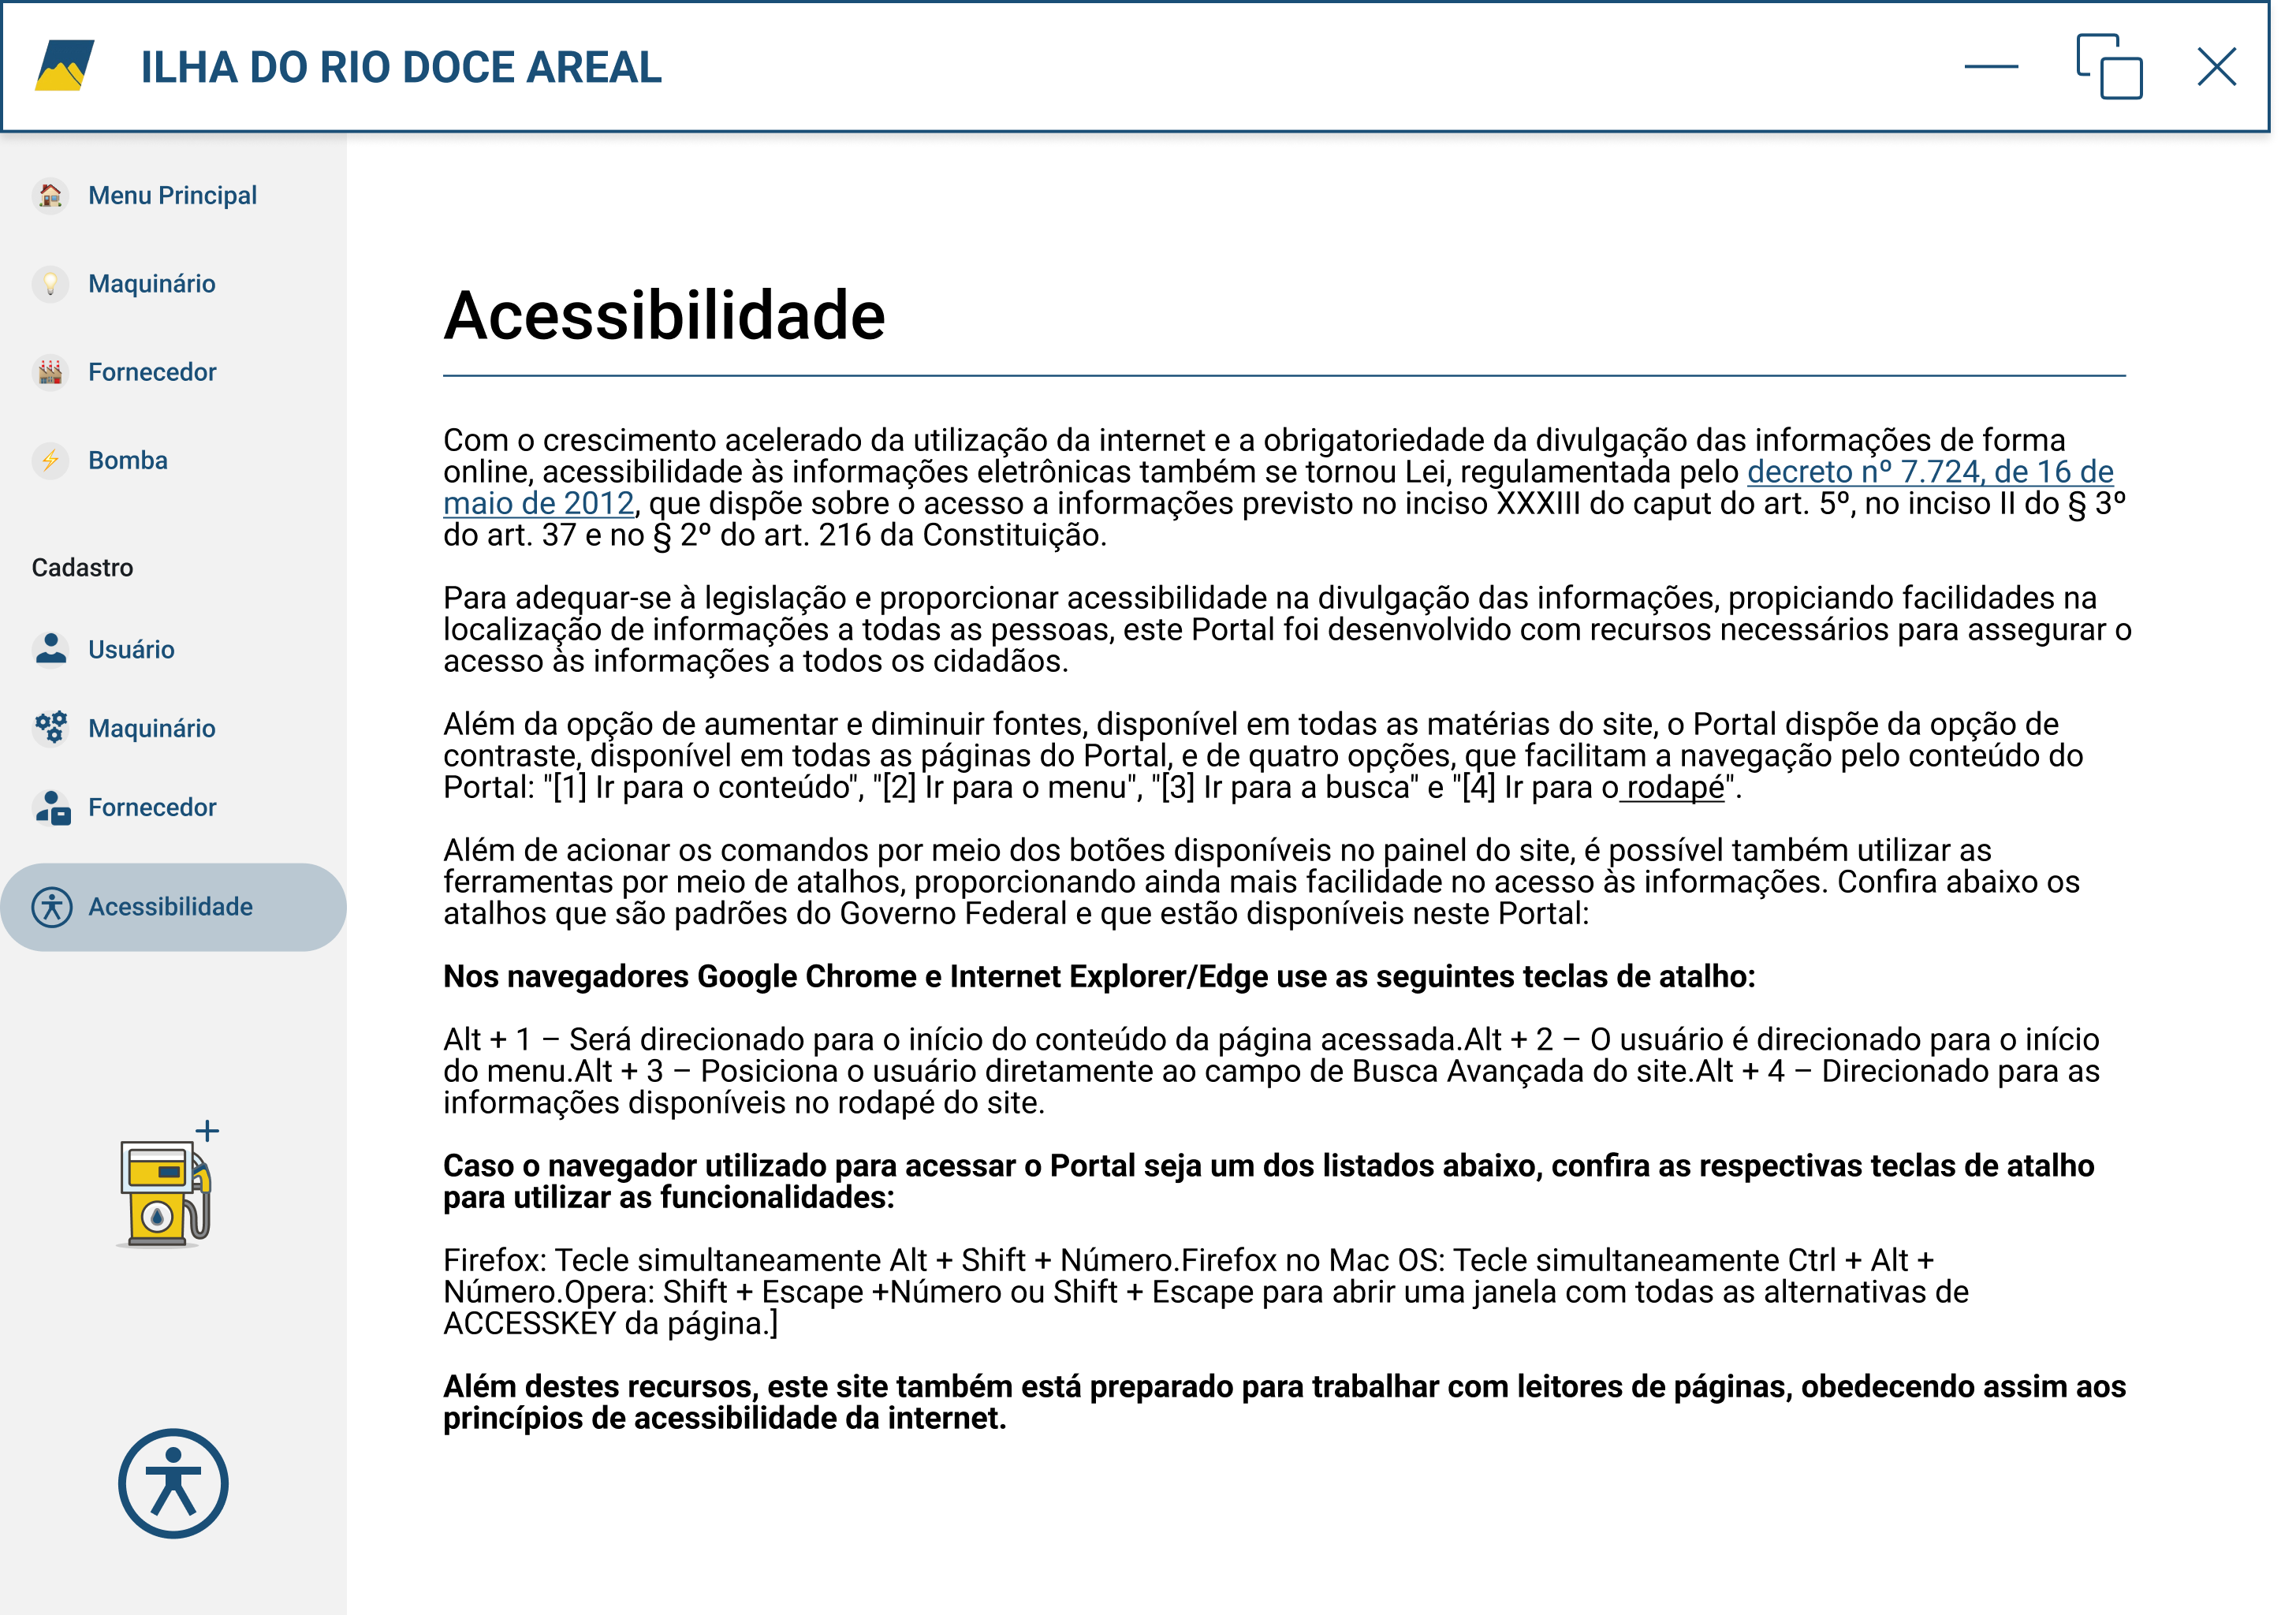 ILHA DO RIO DOCE AREAL
Menu Principal
Maquinário
Fornecedor
Bomba
Cadastro
Usuário
Maquinário
Fornecedor
Acessibilidade
Acessibilidade
Com o crescimento acelerado da utilização da internet e a obrigatoriedade da divulgação das informações de forma
online, acessibilidade às informações eletrônicas também se tornou Lei, regulamentada pelo decreto nº 7.724, de 16 de
maio de 2012, que dispõe sobre o acesso a informações previsto no inciso XXXIII do caput do art. 5º, no inciso II do § 3º
do art. 37 e no § 2º do art. 216 da Constituição.
Para adequar-se à legislação e proporcionar acessibilidade na divulgação das informações, propiciando facilidades na
localização de informações a todas as pessoas, este Portal foi desenvolvido com recursos necessários para assegurar o
acesso às informações a todos os cidadãos.
Além da opção de aumentar e diminuir fontes, disponível em todas as matérias do site, o Portal dispõe da opção de
contraste, disponível em todas as páginas do Portal, e de quatro opções, que facilitam a navegação pelo conteúdo do
Portal: "[1] Ir para o conteúdo", "[2] Ir para o menu", "[3] Ir para a busca" e "[4] Ir para o rodapé".
Além de acionar os comandos por meio dos botões disponíveis no painel do site, é possível também utilizar as
ferramentas por meio de atalhos, proporcionando ainda mais facilidade no acesso às informações. Confira abaixo os
atalhos que são padrões do Governo Federal e que estão disponíveis neste Portal:
Nos navegadores Google Chrome e Internet Explorer/Edge use as seguintes teclas de atalho:
Alt + 1 – Será direcionado para o início do conteúdo da página acessada.Alt + 2 – O usuário é direcionado para o início
do menu.Alt + 3 – Posiciona o usuário diretamente ao campo de Busca Avançada do site.Alt + 4 – Direcionado para as
informações disponíveis no rodapé do site.
Caso o navegador utilizado para acessar o Portal seja um dos listados abaixo, confira as respectivas teclas de atalho
para utilizar as funcionalidades:
Firefox: Tecle simultaneamente Alt + Shift + Número.Firefox no Mac OS: Tecle simultaneamente Ctrl + Alt +
Número.Opera: Shift + Escape +Número ou Shift + Escape para abrir uma janela com todas as alternativas de
ACCESSKEY da página.]
Além destes recursos, este site também está preparado para trabalhar com leitores de páginas, obedecendo assim aos
princípios de acessibilidade da internet.